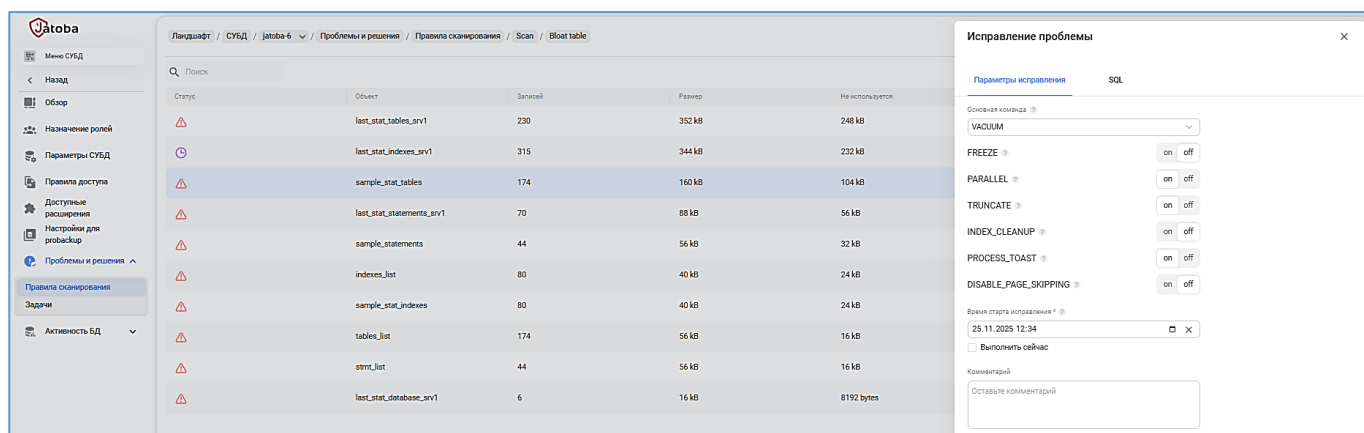 Jatoba
Меню СУБД
Назад
Обзор
Назначение ролей
Параметры СУБД
Правила доступа
Доступные
расширения
Настройки для
probackup
Проблемы и решения
Правила сканирования
Задачи
Активность БД
Ландшафт / СУБД / jatoba-6 / Проблемы и решения / Правила сканирования / Scan / Bloat table
Поиск
Статус Объект Записей Размер Не используется
last_stat_tables_srv1 230 352 kB 248 kB
last_stat_indexes_srv1 315 344 kB 232 kB
sample_stat_tables 174 160 kB 104 kB
last_stat_statements_srv1 70 88 kB 56 kB
sample_statements 44 56 kB 32 kB
indexes_list 80 40 kB 24 kB
sample_stat_indexes 80 40 kB 24 kB
tables_list 174 56 kB 16 kB
stmt_list 44 56 kB 16 kB
last_stat_database_srv1 6 16 kB 8192 bytes
Исправление проблемы
Параметры исправления SQL
Основная команда ?
VACUUM
FREEZE ? on off
PARALLEL ? on off
TRUNCATE ? on off
INDEX_CLEANUP ? on off
PROCESS_TOAST ? on off
DISABLE_PAGE_SKIPPING ? on off
Время старта исправления * ?
25.11.2025 12:34
Выполнить сейчас
Комментарий
Оставьте комментарий